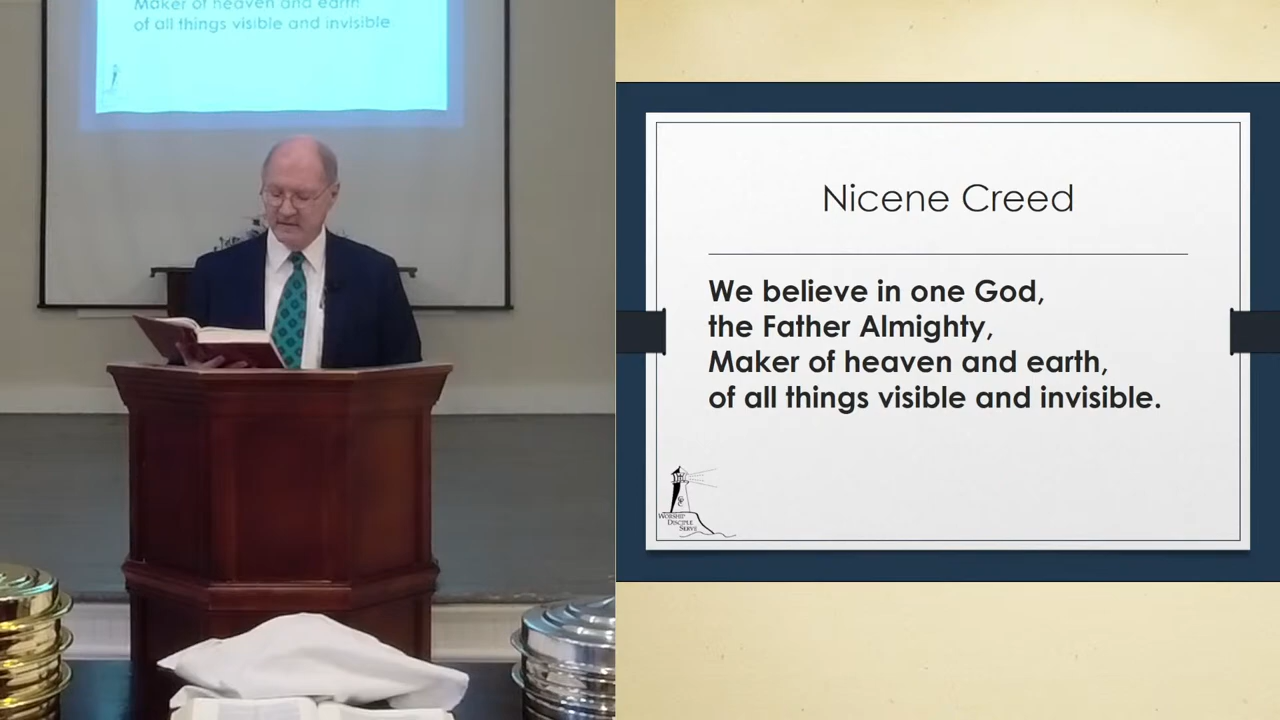 Maker of heaven and earth
of all things visible and invisible
Nicene Creed
We believe in one God,
the Father Almighty,
Maker of heaven and earth,
of all things visible and invisible.
WORSHIP
DISCIPLE
SERVE